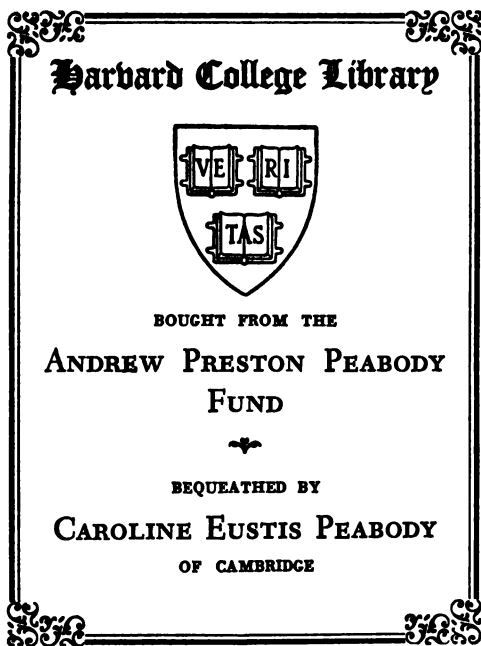 Harvard College Library
VE RI
TAS
BOUGHT FROM THE
ANDREW PRESTON PEABODY
FUND
BEQUEATHED BY
CAROLINE EUSTIS PEABODY
OF CAMBRIDGE